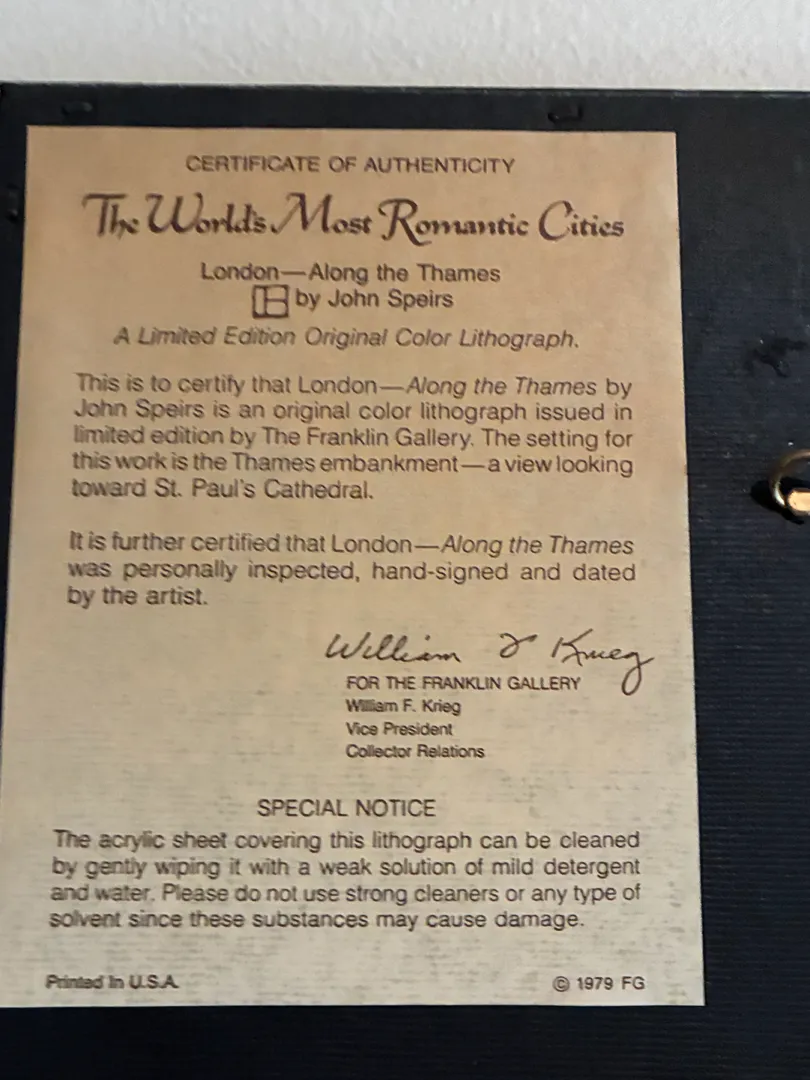 CERTIFICATE OF AUTHENTICITY
The World's Most Romantic Cities
London—Along the Thames
by John Speirs
A Limited Edition Original Color Lithograph.
This is to certify that London—Along the Thames by
John Speirs is an original color lithograph issued in
limited edition by The Franklin Gallery. The setting for
this work is the Thames embankment—a view looking
toward St. Paul's Cathedral.
It is further certified that London—Along the Thames
was personally inspected, hand-signed and dated
by the artist.
William F Krieg
FOR THE FRANKLIN GALLERY
William F. Krieg
Vice President
Collector Relations
SPECIAL NOTICE
The acrylic sheet covering this lithograph can be cleaned
by gently wiping it with a weak solution of mild detergent
and water. Please do not use strong cleaners or any type of
solvent since these substances may cause damage.
Printed in U.S.A.
© 1979 FG